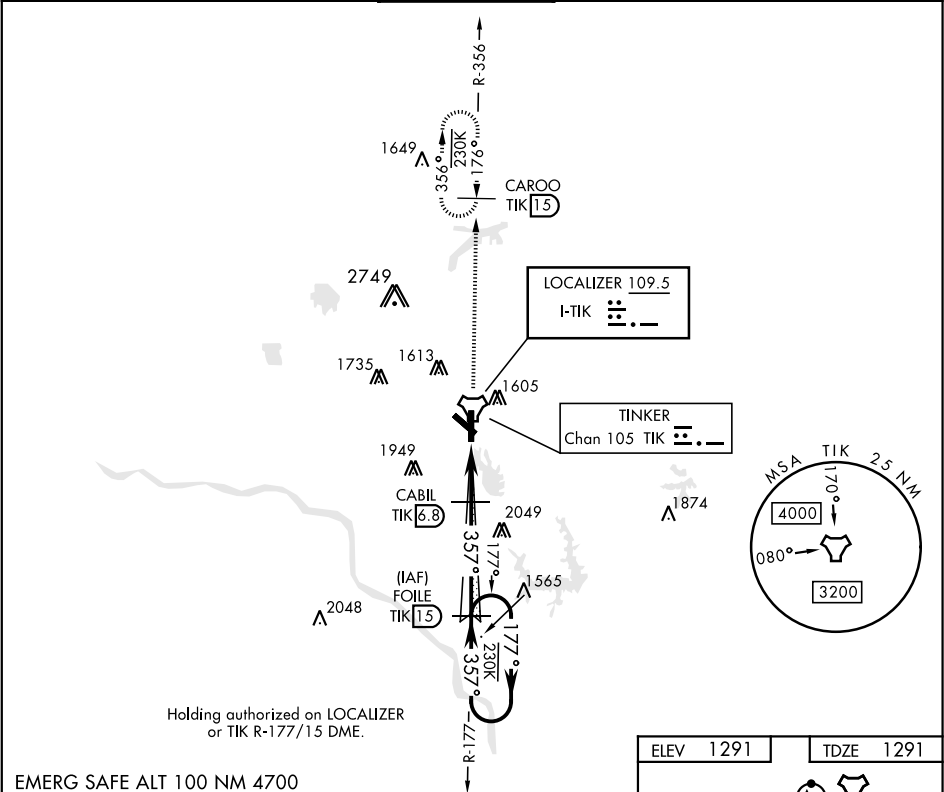 R-356
1649
356°
230K
176°
CAROO
TIK 15
2749
LOCALIZER 109.5
I-TIK
1735
1613
1605
TINKER
Chan 105 TIK
1949
CABIL
TIK 6.8
2049
1874
MSA TIK 25 NM
170°
4000
080°
3200
357°
177°
(IAF)
FOILE
TIK 15
1565
2048
177°
230K
357°
Holding authorized on LOCALIZER
or TIK R-177/15 DME.
R-177
ELEV 1291
TDZE 1291
EMERG SAFE ALT 100 NM 4700